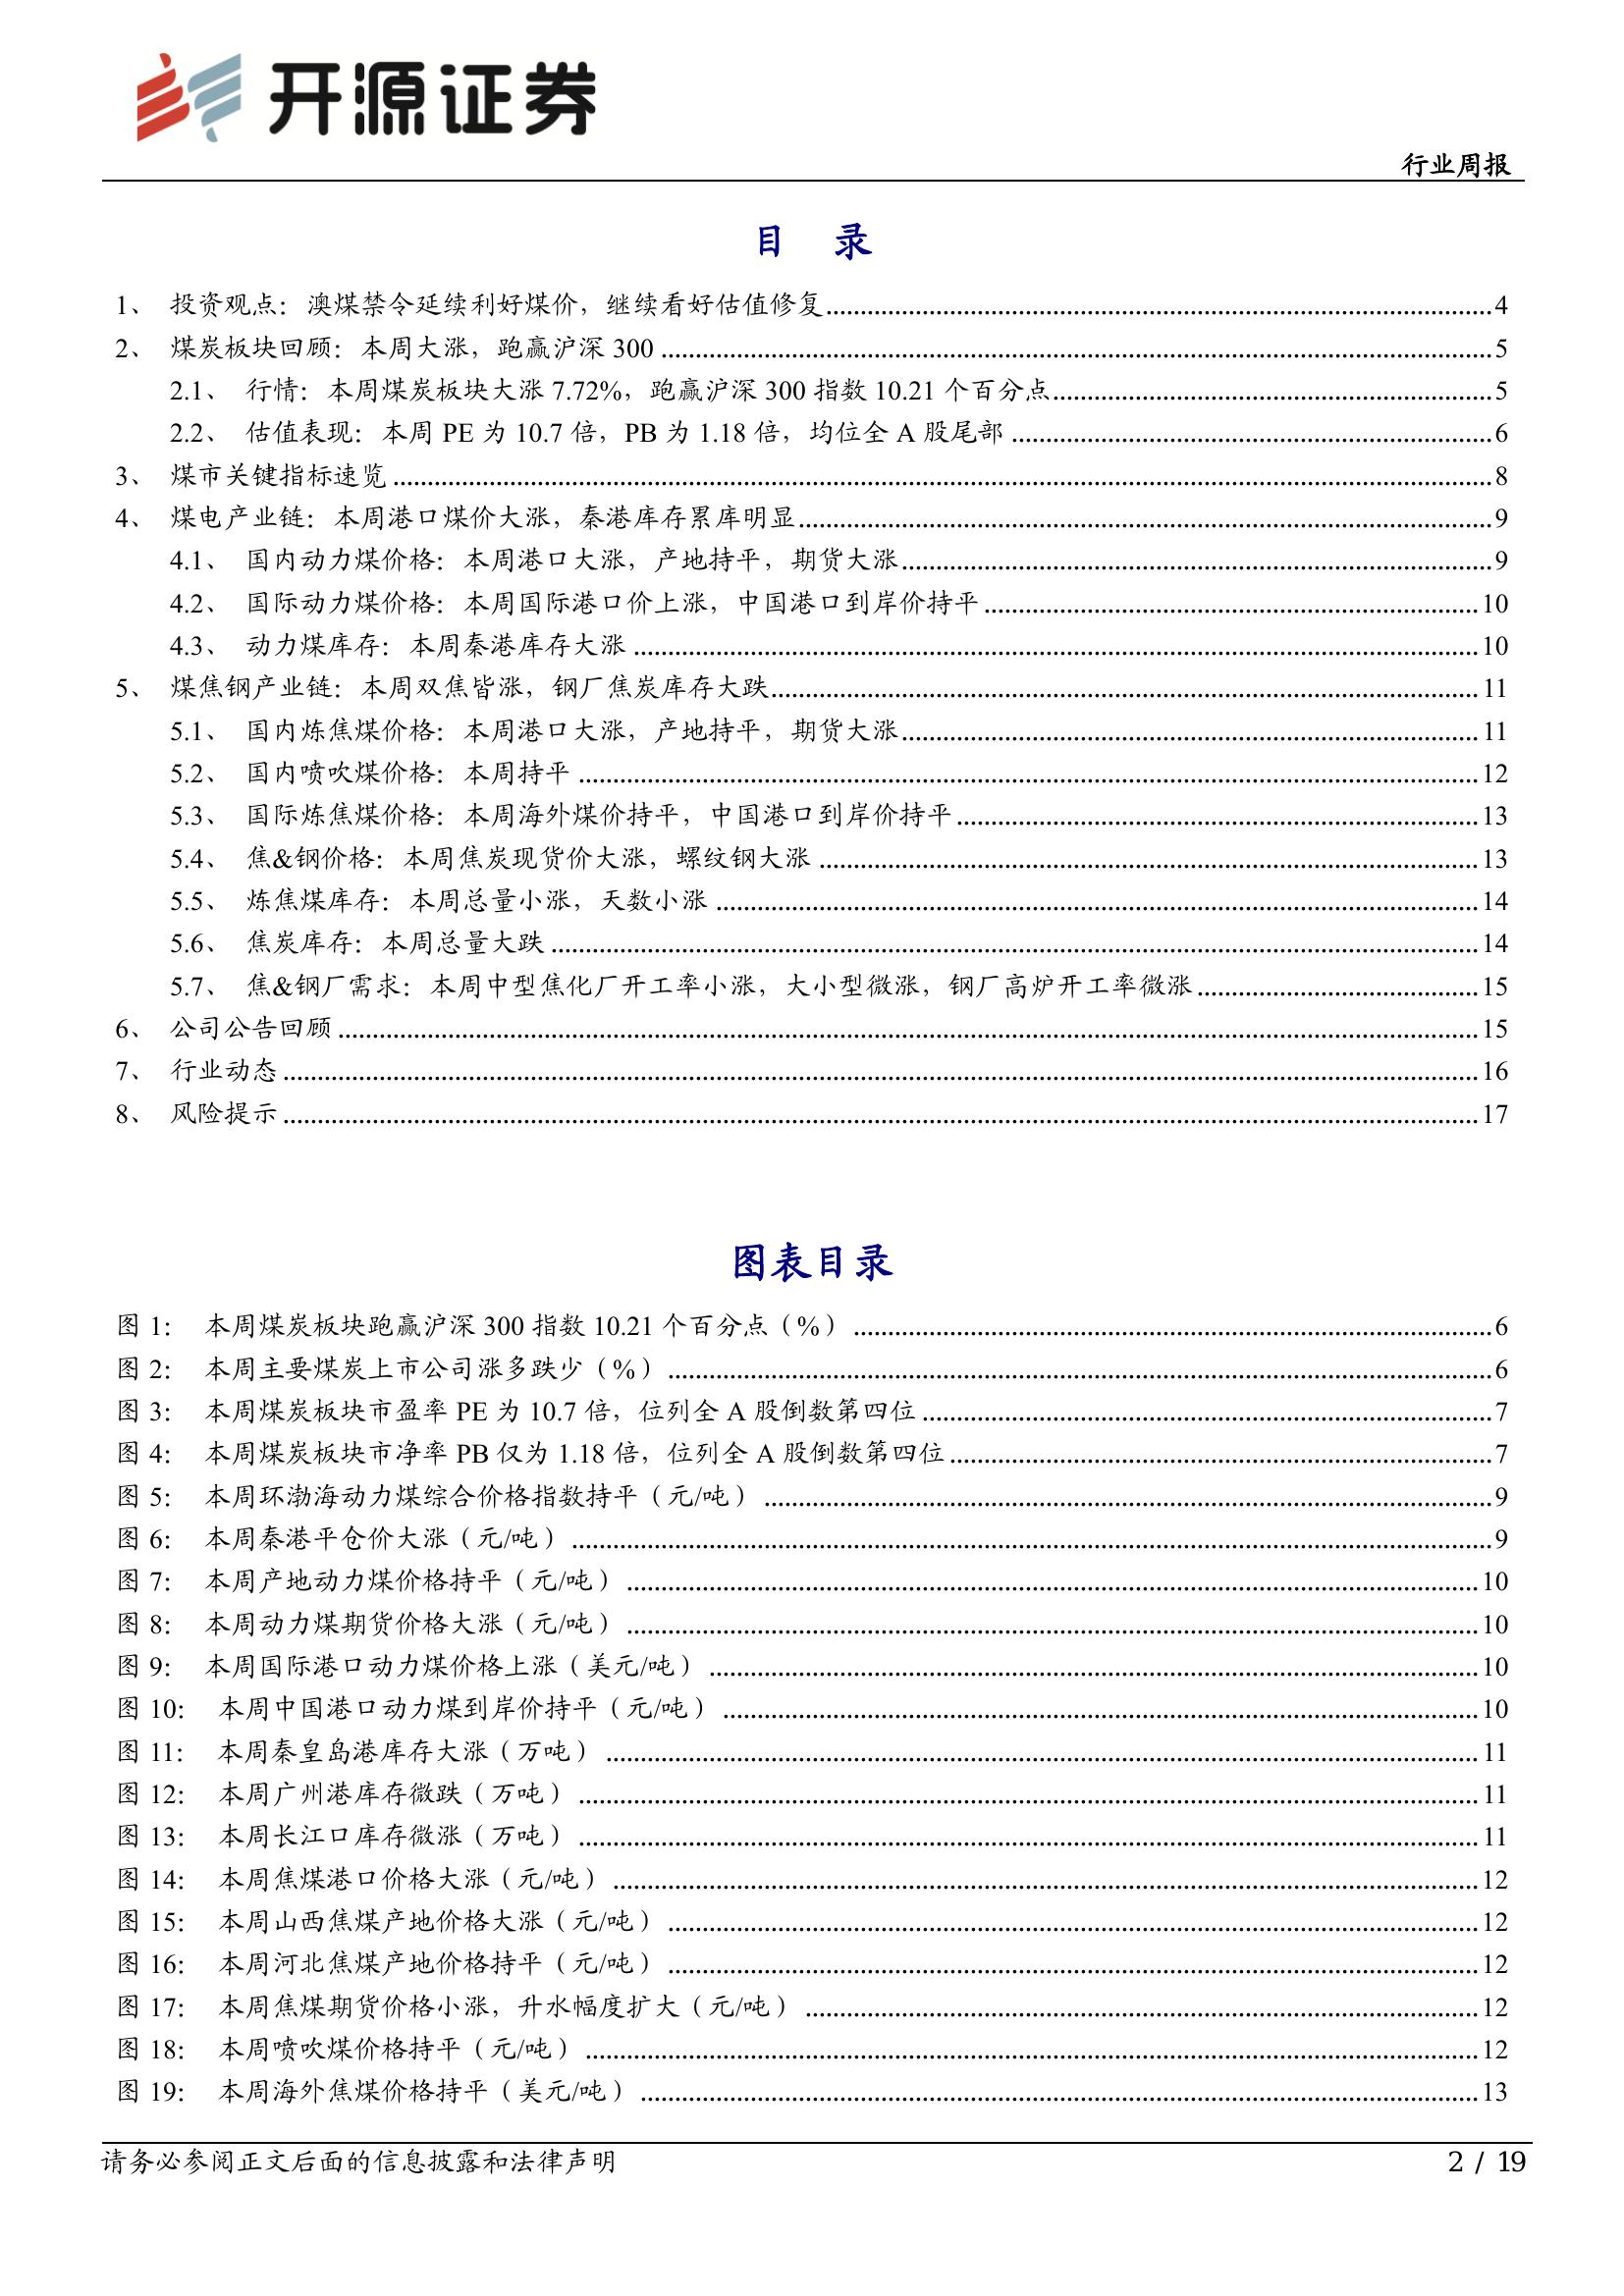 开源证券
行业周报
目 录
1、 投资观点：澳煤禁令延续利好煤价，继续看好估值修复 4
2、 煤炭板块回顾：本周大涨，跑赢沪深 300 5
2.1、 行情：本周煤炭板块大涨 7.72%，跑赢沪深 300 指数 10.21 个百分点 5
2.2、 估值表现：本周 PE 为 10.7 倍，PB 为 1.18 倍，均位全 A 股尾部 6
3、 煤市关键指标速览 8
4、 煤电产业链：本周港口煤价大涨，秦港库存累库明显 9
4.1、 国内动力煤价格：本周港口大涨，产地持平，期货大涨 9
4.2、 国际动力煤价格：本周国际港口价上涨，中国港口到岸价持平 10
4.3、 动力煤库存：本周秦港库存大涨 10
5、 煤焦钢产业链：本周双焦皆涨，钢厂焦炭库存大跌 11
5.1、 国内炼焦煤价格：本周港口大涨，产地持平，期货大涨 11
5.2、 国内喷吹煤价格：本周持平 12
5.3、 国际炼焦煤价格：本周海外煤价持平，中国港口到岸价持平 13
5.4、 焦&钢价格：本周焦炭现货价大涨，螺纹钢大涨 13
5.5、 炼焦煤库存：本周总量小涨，天数小涨 14
5.6、 焦炭库存：本周总量大跌 14
5.7、 焦&钢厂需求：本周中型焦化厂开工率小涨，大小型微涨，钢厂高炉开工率微涨 15
6、 公司公告回顾 15
7、 行业动态 16
8、 风险提示 17
图表目录
图 1： 本周煤炭板块跑赢沪深 300 指数 10.21 个百分点（%） 6
图 2： 本周主要煤炭上市公司涨多跌少（%） 6
图 3： 本周煤炭板块市盈率 PE 为 10.7 倍，位列全 A 股倒数第四位 7
图 4： 本周煤炭板块市净率 PB 仅为 1.18 倍，位列全 A 股倒数第四位 7
图 5： 本周环渤海动力煤综合价格指数持平（元/吨） 9
图 6： 本周秦港平仓价大涨（元/吨） 9
图 7： 本周产地动力煤价格持平（元/吨） 10
图 8： 本周动力煤期货价格大涨（元/吨） 10
图 9： 本周国际港口动力煤价格上涨（美元/吨） 10
图 10： 本周中国港口动力煤到岸价持平（元/吨） 10
图 11： 本周秦皇岛港库存大涨（万吨） 11
图 12： 本周广州港库存微跌（万吨） 11
图 13： 本周长江口库存微涨（万吨） 11
图 14： 本周焦煤港口价格大涨（元/吨） 12
图 15： 本周山西焦煤产地价格大涨（元/吨） 12
图 16： 本周河北焦煤产地价格持平（元/吨） 12
图 17： 本周焦煤期货价格小涨，升水幅度扩大（元/吨） 12
图 18： 本周喷吹煤价格持平（元/吨） 12
图 19： 本周海外焦煤价格持平（美元/吨） 13
请务必参阅正文后面的信息披露和法律声明 2 / 19